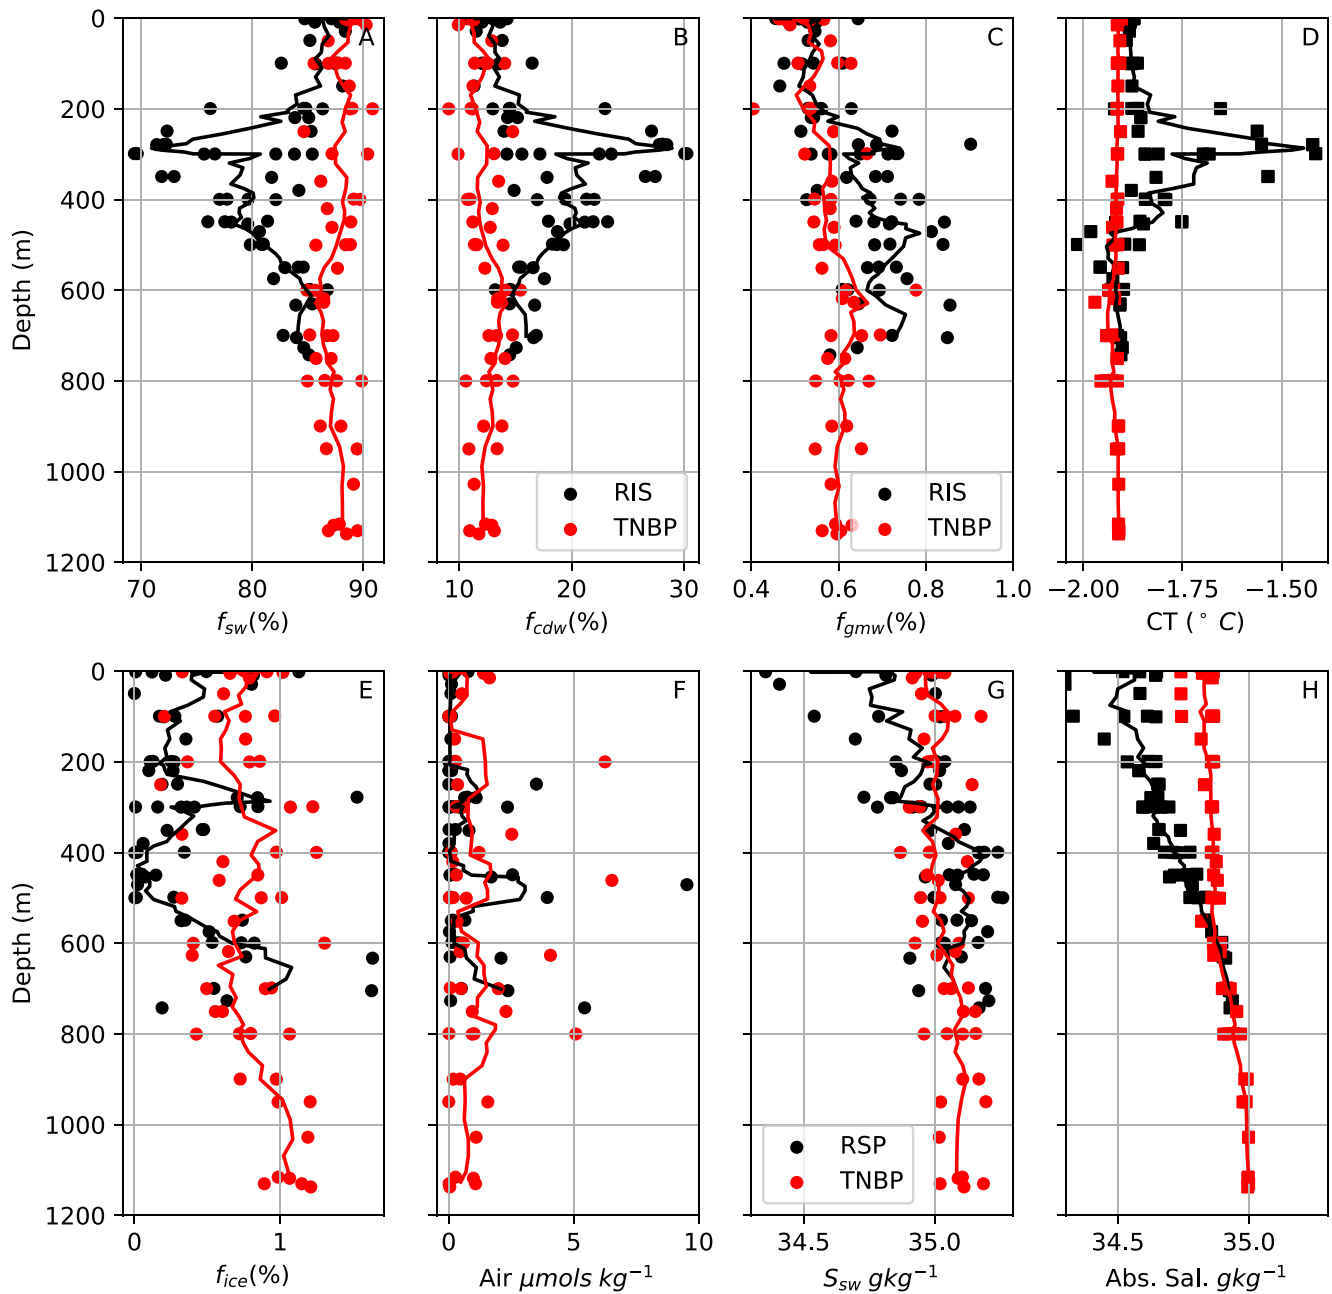 0
200
400
600
800
1000
1200
Depth (m)
A
B
C
D
RIS
TNBP
RIS
TNBP
70 80 90
10 20 30
0.4 0.6 0.8 1.0
−2.00 −1.75 −1.50
f_sw(%)
f_cdw(%)
f_gmw(%)
CT (° C)
0
200
400
600
800
1000
1200
Depth (m)
E
F
G
H
RSP
TNBP
0 1
0 5 10
34.5 35.0
34.5 35.0
f_ice(%)
Air μmols kg⁻¹
S_sw gkg⁻¹
Abs. Sal. gkg⁻¹